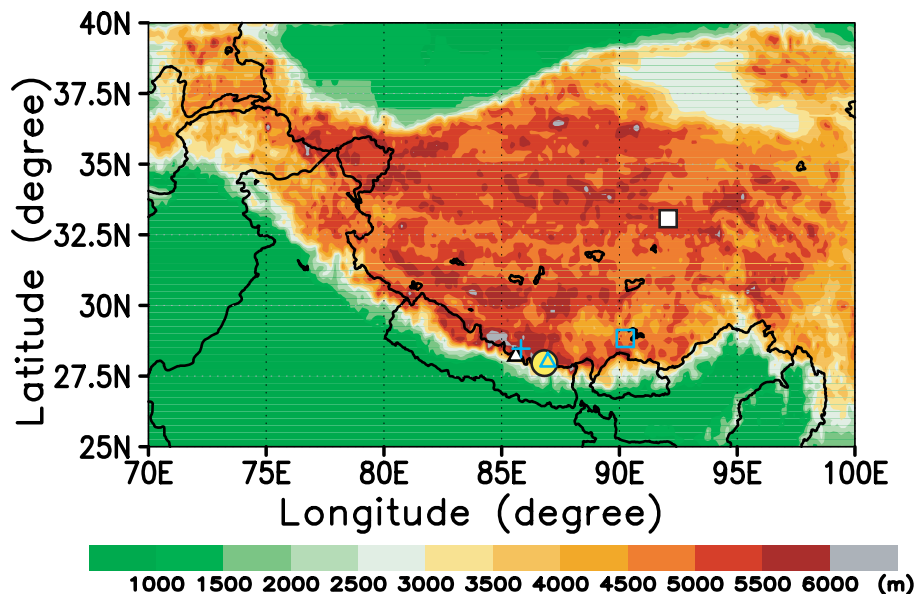 40N
37.5N
35N
32.5N
30N
27.5N
25N
Latitude (degree)
70E 75E 80E 85E 90E 95E 100E
Longitude (degree)
1000 1500 2000 2500 3000 3500 4000 4500 5000 5500 6000 (m)